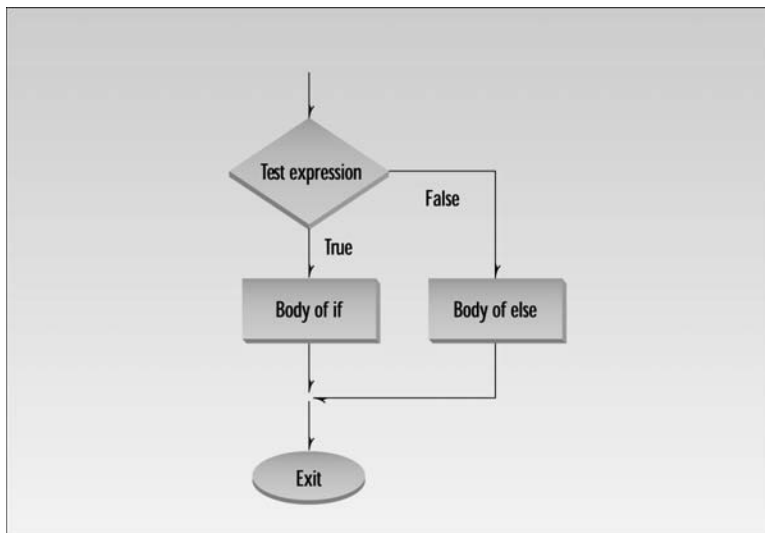 Test expression
False
True
Body of if
Body of else
Exit